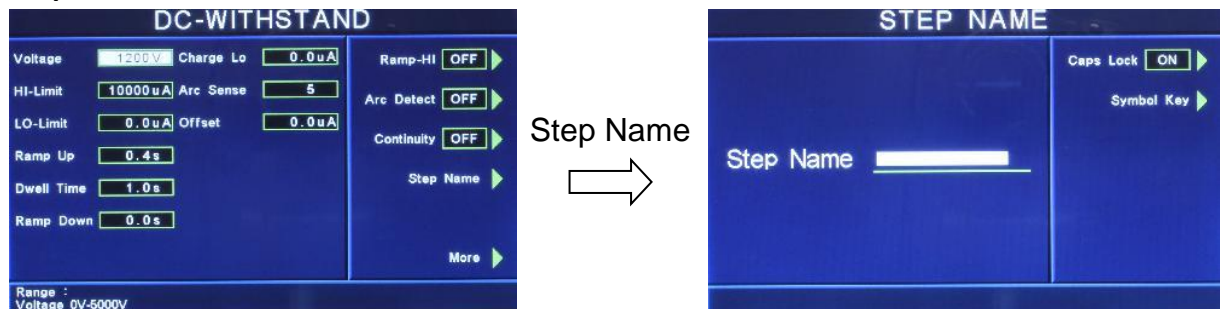 DC-WITHSTAND
Voltage 1200V Charge Lo 0.0uA
HI-Limit 10000uA Arc Sense 5
LO-Limit 0.0uA Offset 0.0uA
Ramp Up 0.4s
Dwell Time 1.0s
Ramp Down 0.0s
Ramp-HI OFF
Arc Detect OFF
Continuity OFF
Step Name
More
Range :
Voltage 0V-5000V
Step Name
STEP NAME
Step Name
Caps Lock ON
Symbol Key